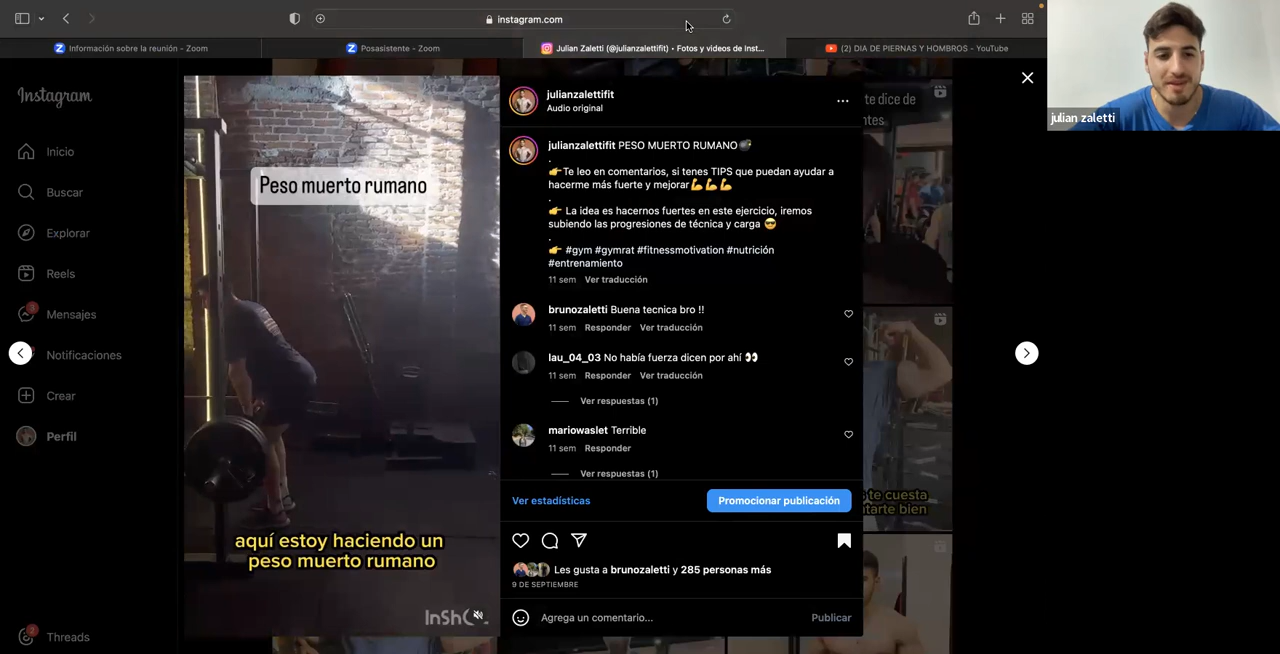 instagram.com
Información sobre la reunión - Zoom
Posasistente - Zoom
Julian Zaletti (@julianzalettifit) • Fotos y videos de Inst...
(2) DIA DE PIERNAS Y HOMBROS - YouTube
julian zaletti
Instagram
Inicio
Buscar
Explorar
Reels
3
Mensajes
Notificaciones
Crear
Perfil
2
Threads
Peso muerto rumano
aquí estoy haciendo un
peso muerto rumano
InSh
julianzalettifit
Audio original
julianzalettifit PESO MUERTO RUMANO
.
👉Te leo en comentarios, si tenes TIPS que puedan ayudar a
hacerme más fuerte y mejorar💪💪💪
.
👉 La idea es hacernos fuertes en este ejercicio, iremos
subiendo las progresiones de técnica y carga 😎
.
👉 #gym #gymrat #fitnessmotivation #nutrición
#entrenamiento
11 sem Ver traducción
brunozaletti Buena tecnica bro !!
11 sem Responder Ver traducción
lau_04_03 No había fuerza dicen por ahí 👀
11 sem Responder Ver traducción
Ver respuestas (1)
mariowaslet Terrible
11 sem Responder
Ver respuestas (1)
Ver estadísticas
Promocionar publicación
Les gusta a brunozaletti y 285 personas más
9 DE SEPTIEMBRE
Agrega un comentario...
Publicar
te dice de
ntes
te cuesta
tarte bien